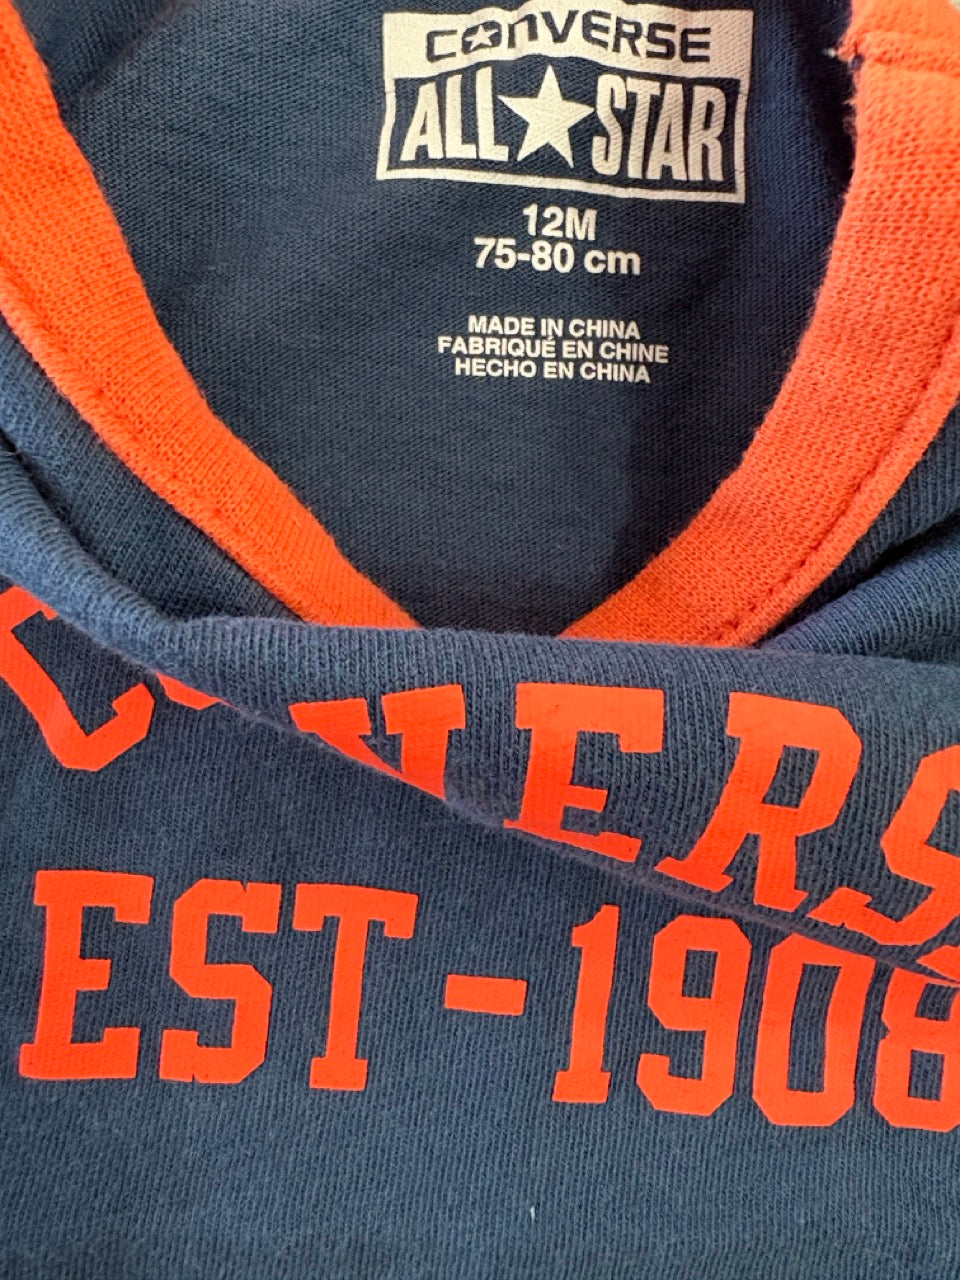 CONVERSE
ALL STAR
12M
75-80 cm
MADE IN CHINA
FABRIQUÉ EN CHINE
HECHO EN CHINA
EST-1908